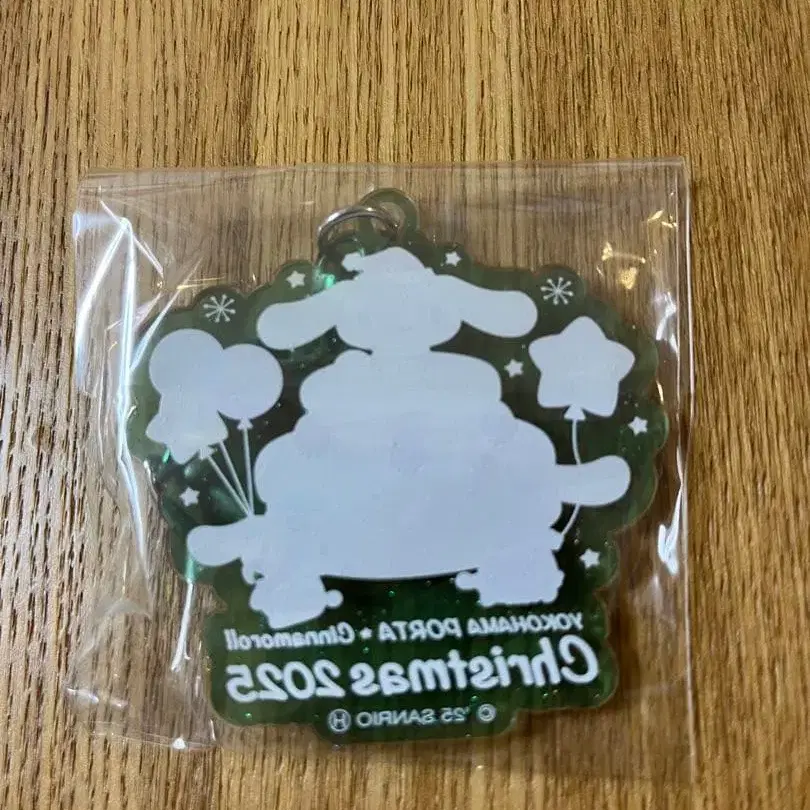 YOKOHAMA PORTA ★ Cinnamoroll
Christmas 2025
© '25 SANRIO Ⓗ